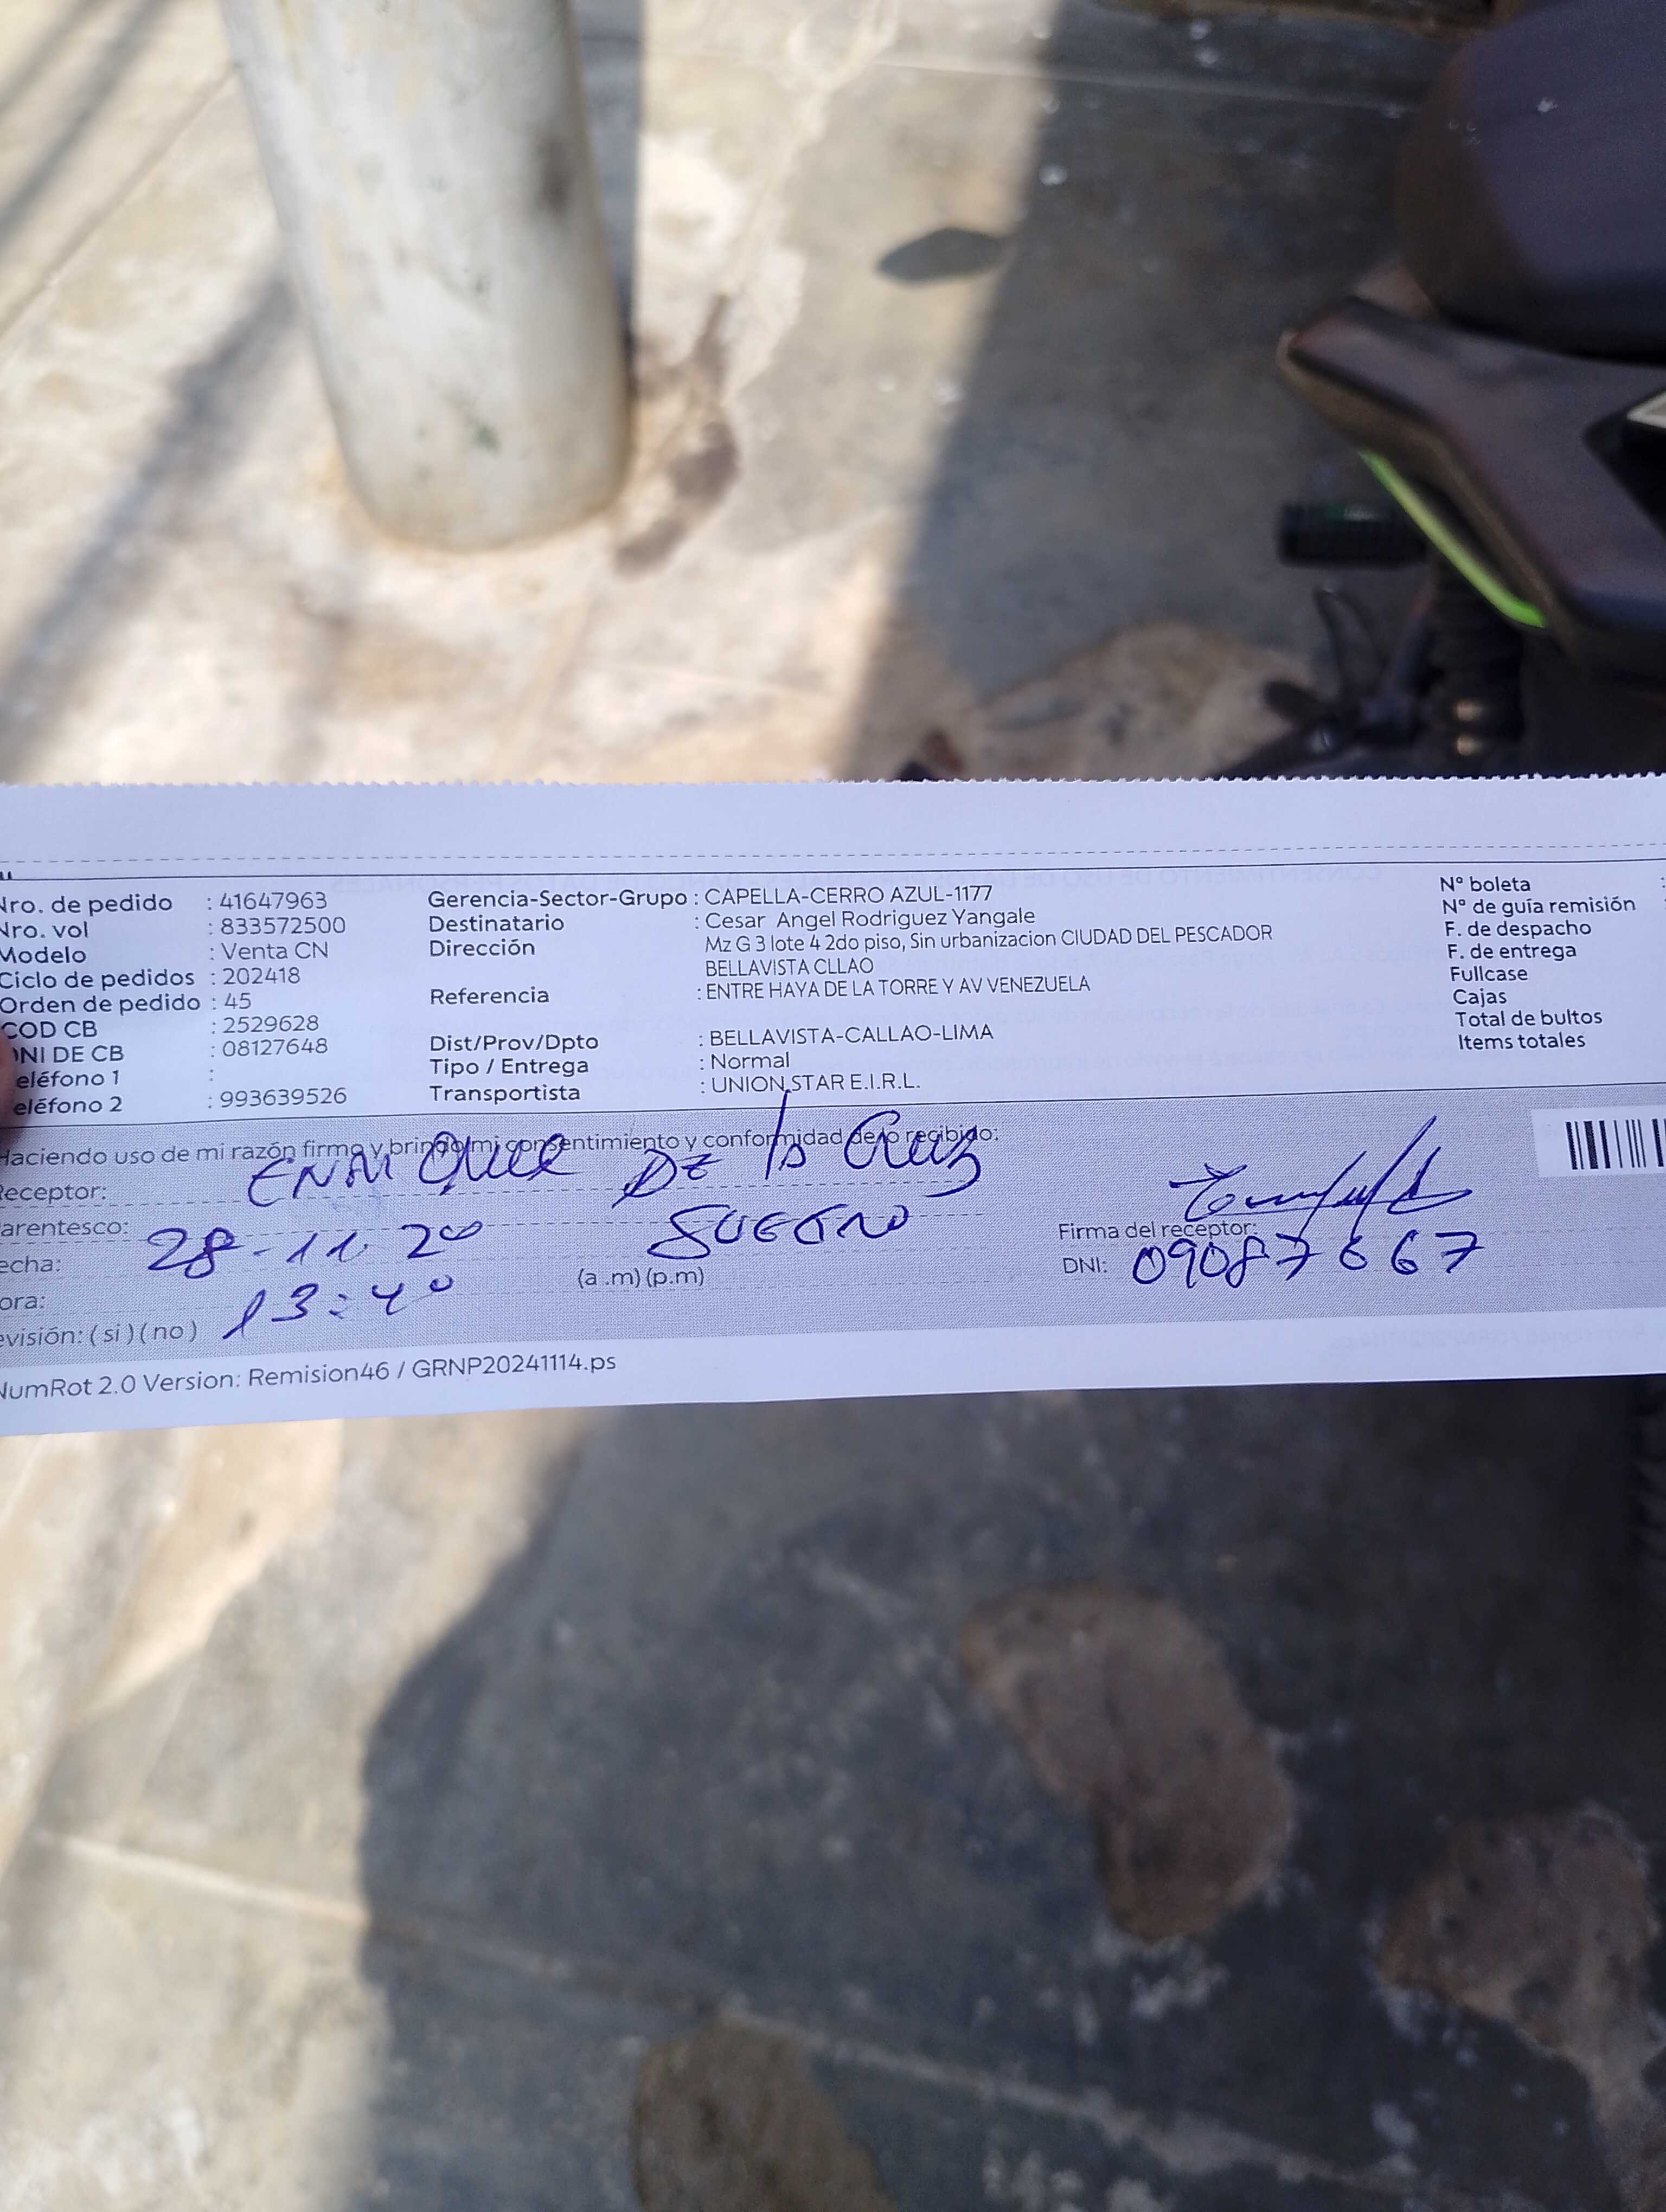 Nro. de pedido : 41647963
Nro. vol : 833572500
Modelo : Venta CN
Ciclo de pedidos : 202418
Orden de pedido : 45
COD CB : 2529628
DNI DE CB : 08127648
eléfono 1 :
eléfono 2 : 993639526
Gerencia-Sector-Grupo : CAPELLA-CERRO AZUL-1177
Destinatario : Cesar Angel Rodriguez Yangale
Dirección Mz G 3 lote 4 2do piso, Sin urbanizacion CIUDAD DEL PESCADOR
BELLAVISTA CLLAO
Referencia : ENTRE HAYA DE LA TORRE Y AV VENEZUELA
Dist/Prov/Dpto : BELLAVISTA-CALLAO-LIMA
Tipo / Entrega : Normal
Transportista : UNION STAR E.I.R.L.
N° boleta :
N° de guía remisión :
F. de despacho
F. de entrega
Fullcase
Cajas
Total de bultos
Items totales
Haciendo uso de mi razón firmo y brindo mi consentimiento y conformidad de lo recibido:
Receptor: ENRIQUE DE la Cruz
arentesco: SUEGRO
echa: 28-11-20
ora: 13:40 (a .m) (p.m)
evisión: ( si ) ( no )
Firma del receptor:
DNI: 09087667
NumRot 2.0 Version: Remision46 / GRNP20241114.ps